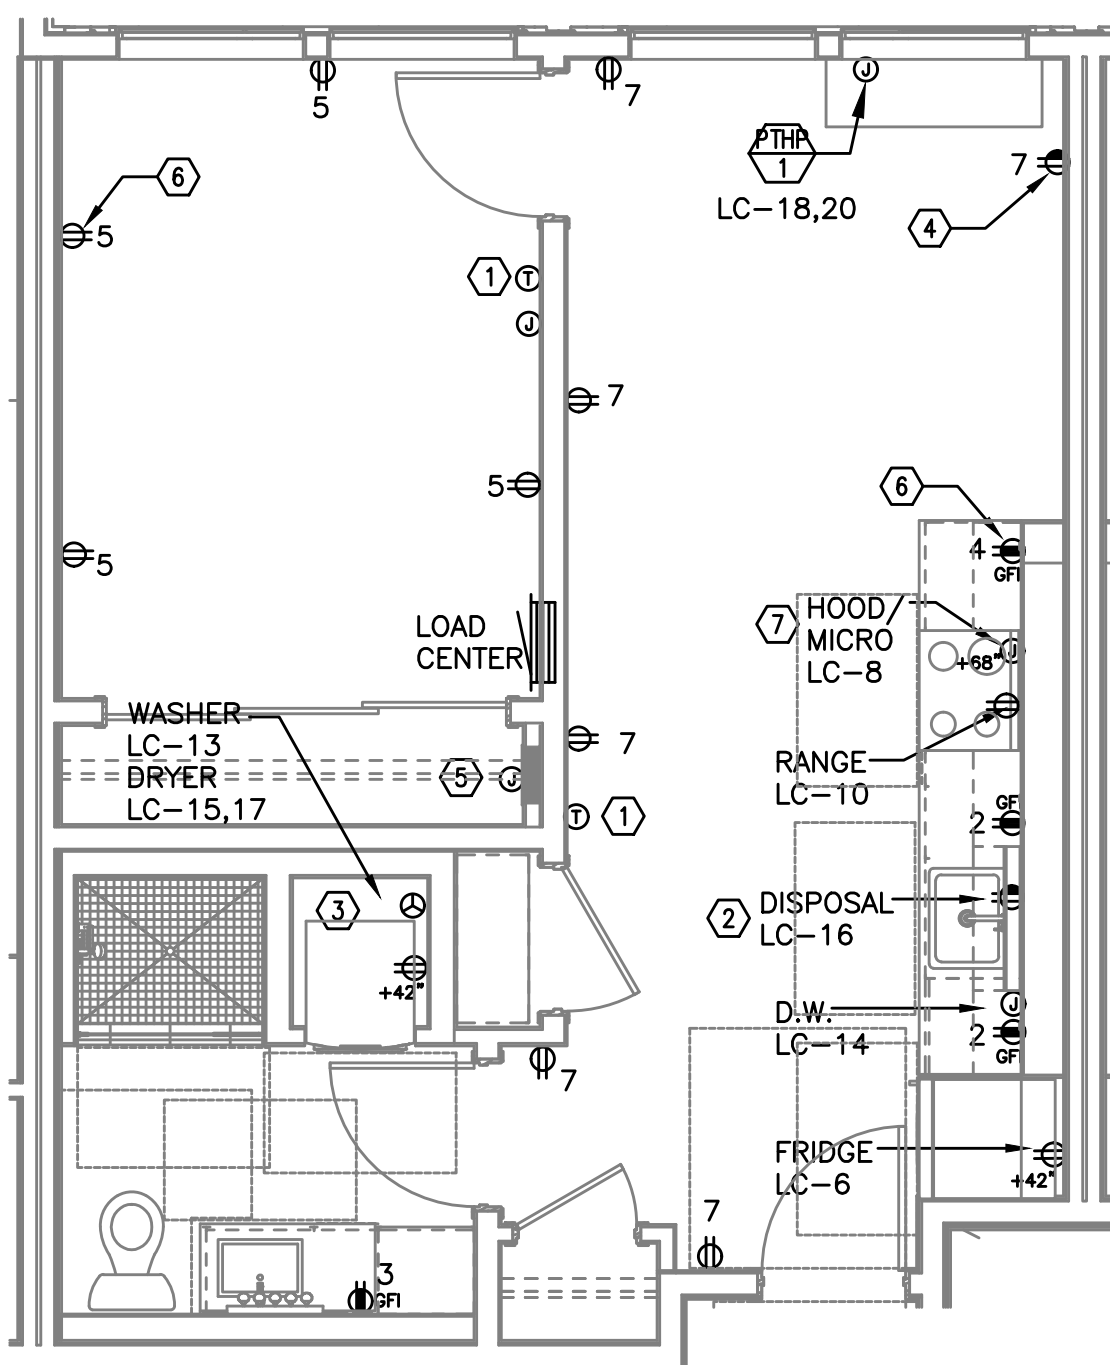 5
7
J
PTHP
1
LC-18,20
7
4
6
5
1
T
J
7
5
5
6
4
GFI
LOAD
CENTER
7
HOOD/
MICRO
LC-8
+68"
J
WASHER
LC-13
DRYER
LC-15,17
5
J
7
RANGE
LC-10
T
1
GFI
2
3
+42"
2
DISPOSAL
LC-16
D.W.
LC-14
J
2
GFI
7
FRIDGE
LC-6
+42"
7
3
GFI